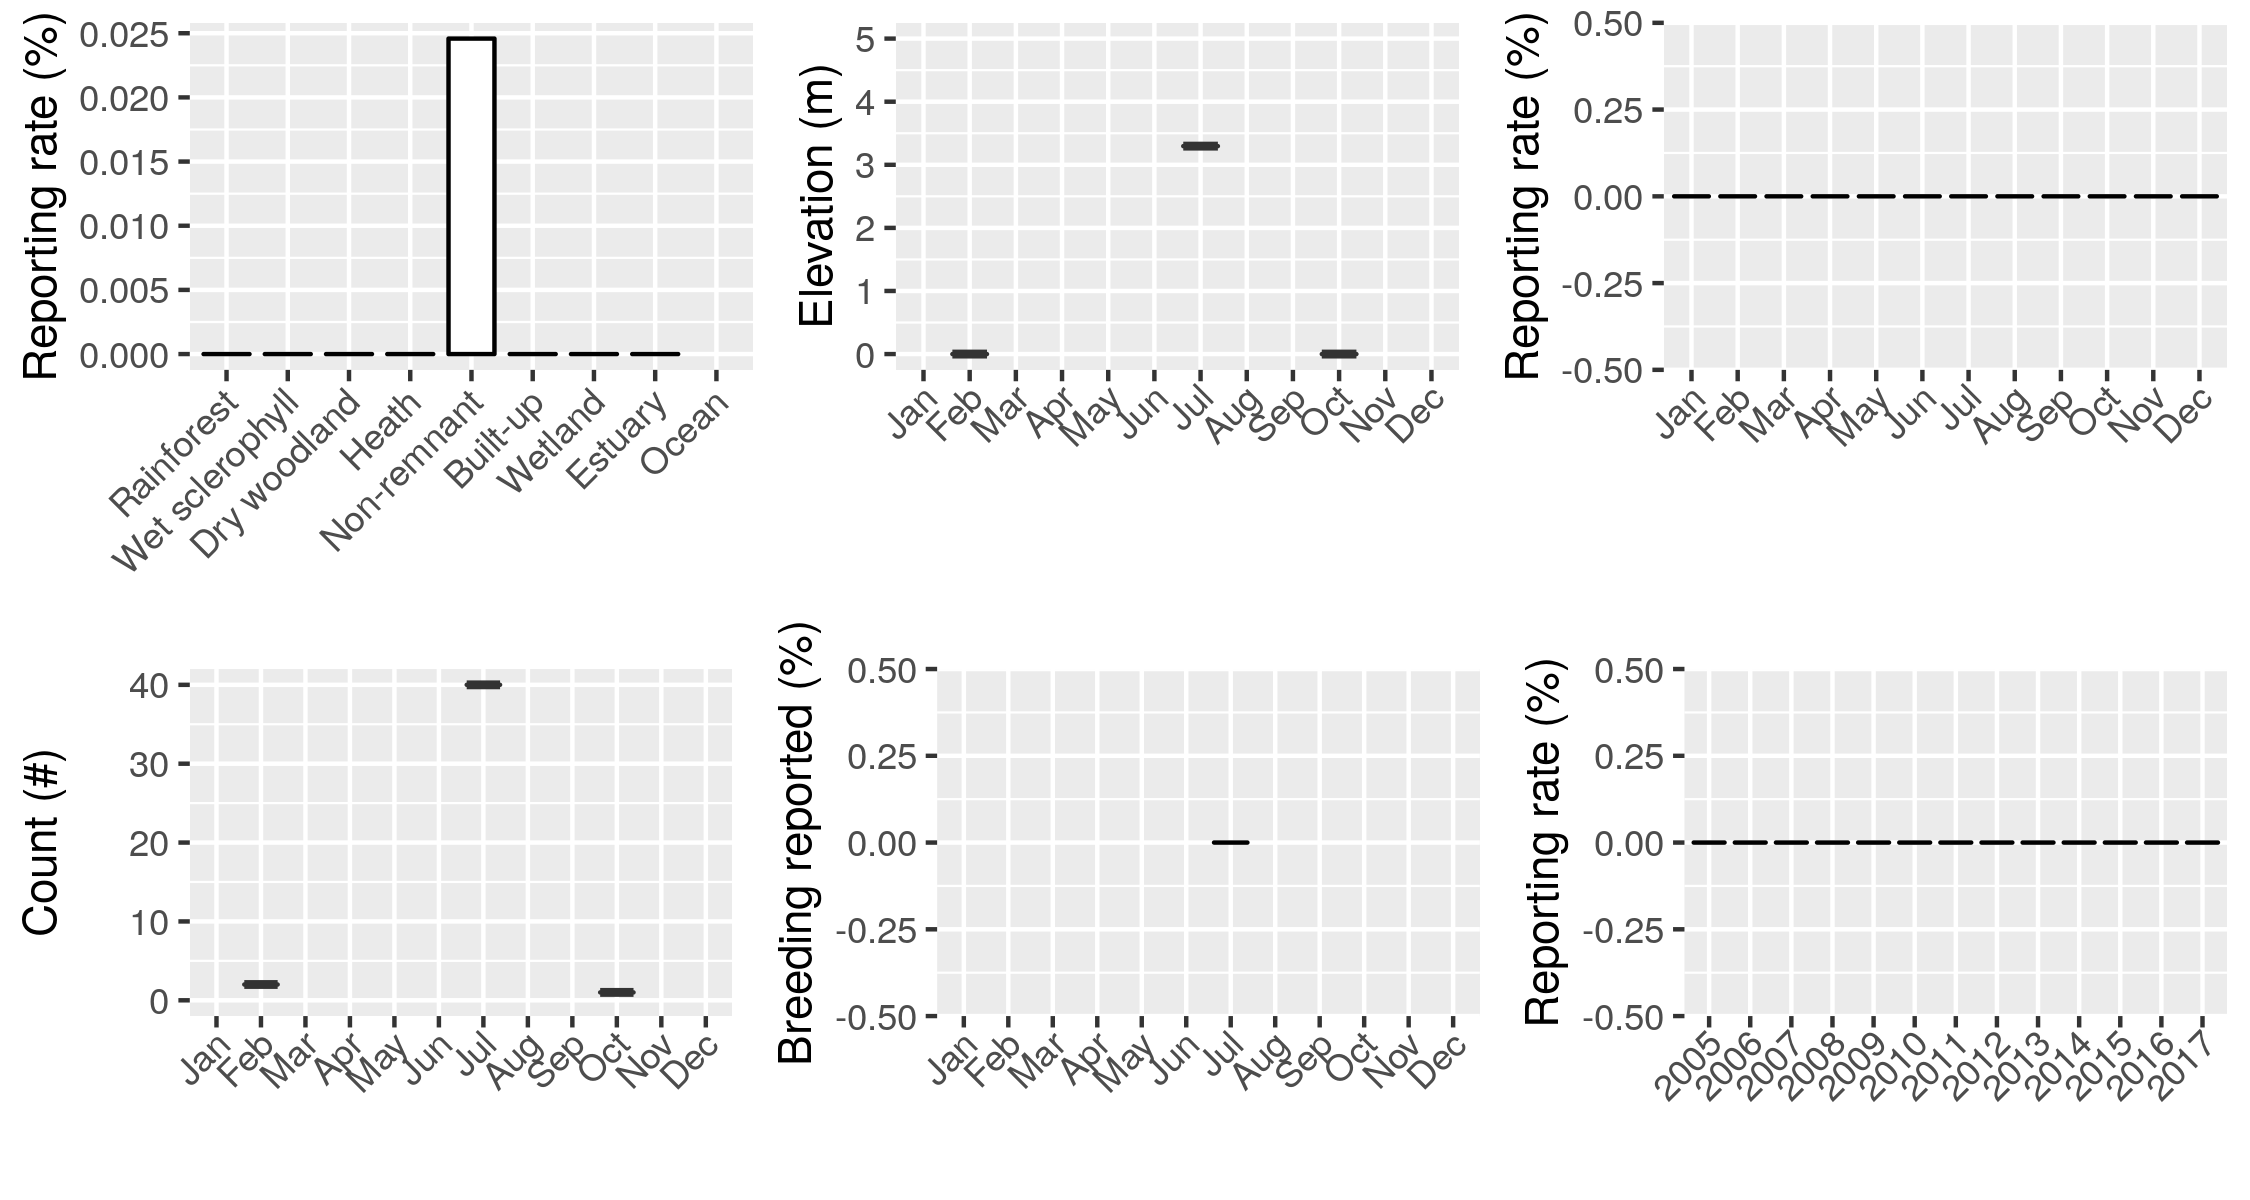 Reporting rate (%)
0.025
0.020
0.015
0.010
0.005
0.000
Rainforest
Wet sclerophyll
Dry woodland
Heath
Non-remnant
Built-up
Wetland
Estuary
Ocean
Elevation (m)
5
4
3
2
1
0
Jan
Feb
Mar
Apr
May
Jun
Jul
Aug
Sep
Oct
Nov
Dec
Reporting rate (%)
0.50
0.25
0.00
-0.25
-0.50
Jan
Feb
Mar
Apr
May
Jun
Jul
Aug
Sep
Oct
Nov
Dec
Count (#)
40
30
20
10
0
Jan
Feb
Mar
Apr
May
Jun
Jul
Aug
Sep
Oct
Nov
Dec
Breeding reported (%)
0.50
0.25
0.00
-0.25
-0.50
Jan
Feb
Mar
Apr
May
Jun
Jul
Aug
Sep
Oct
Nov
Dec
Reporting rate (%)
0.50
0.25
0.00
-0.25
-0.50
2005
2006
2007
2008
2009
2010
2011
2012
2013
2014
2015
2016
2017